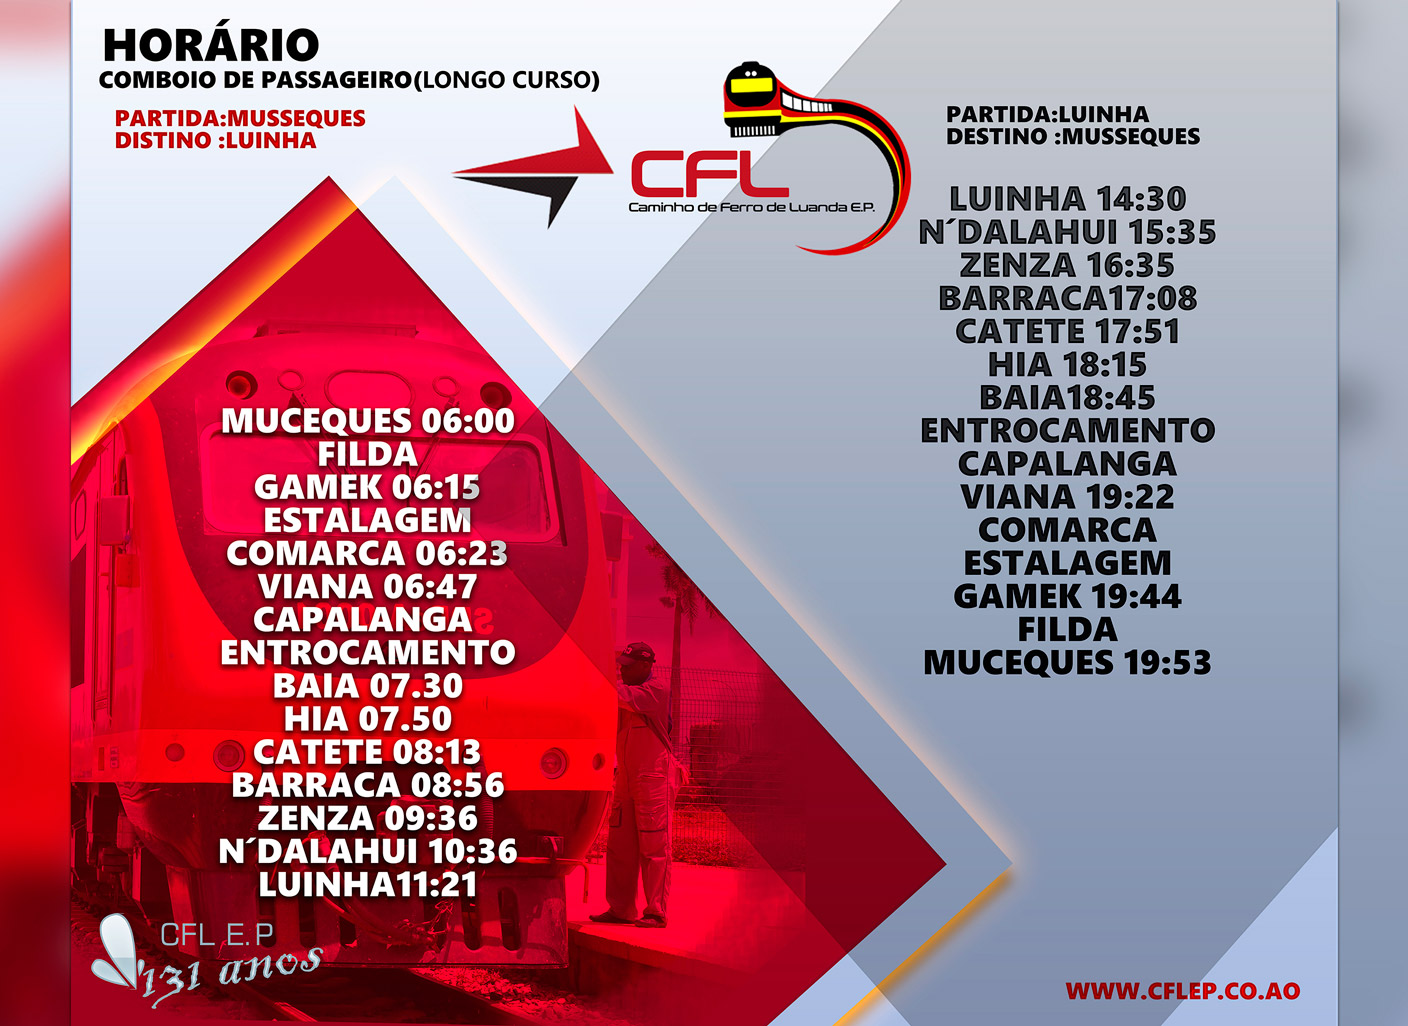 HORÁRIO
COMBOIO DE PASSAGEIRO(LONGO CURSO)
PARTIDA:MUSSEQUES
DISTINO :LUINHA
CFL
Caminho de Ferro de Luanda E.P.
MUCEQUES 06:00
FILDA
GAMEK 06:15
ESTALAGEM
COMARCA 06:23
VIANA 06:47
CAPALANGA
ENTROCAMENTO
BAIA 07.30
HIA 07.50
CATETE 08:13
BARRACA 08:56
ZENZA 09:36
N´DALAHUI 10:36
LUINHA11:21
CFL E.P
131 anos
PARTIDA:LUINHA
DESTINO :MUSSEQUES
LUINHA 14:30
N´DALAHUI 15:35
ZENZA 16:35
BARRACA17:08
CATETE 17:51
HIA 18:15
BAIA18:45
ENTROCAMENTO
CAPALANGA
VIANA 19:22
COMARCA
ESTALAGEM
GAMEK 19:44
FILDA
MUCEQUES 19:53
WWW.CFLEP.CO.AO